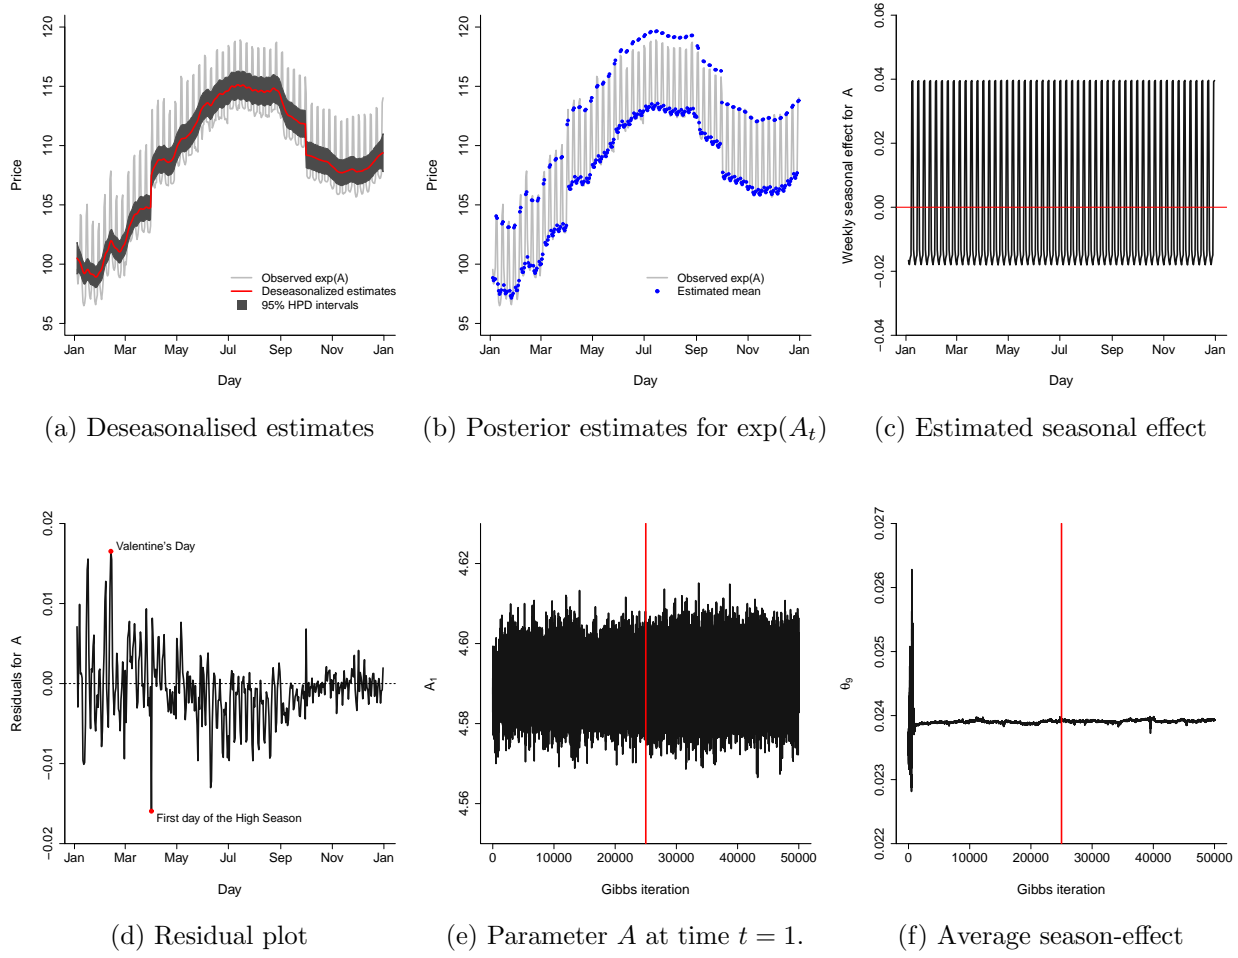 120
115
110
105
100
95
Price
Observed exp(A)
Deseasonalized estimates
95% HPD intervals
Jan Mar May Jul Sep Nov Jan
Day
(a) Deseasonalised estimates
120
115
110
105
100
95
Price
Observed exp(A)
Estimated mean
Jan Mar May Jul Sep Nov Jan
Day
(b) Posterior estimates for exp(A_t)
0.06
0.04
0.02
0.00
−0.02
−0.04
Weekly seasonal effect for A
Jan Mar May Jul Sep Nov Jan
Day
(c) Estimated seasonal effect
0.02
0.01
0.00
−0.01
−0.02
Residuals for A
Valentine's Day
First day of the High Season
Jan Mar May Jul Sep Nov Jan
Day
(d) Residual plot
4.62
4.60
4.58
4.56
A₁
0 10000 20000 30000 40000 50000
Gibbs iteration
(e) Parameter A at time t = 1.
0.027
0.026
0.025
0.024
0.023
0.022
θ₉
0 10000 20000 30000 40000 50000
Gibbs iteration
(f) Average season-effect